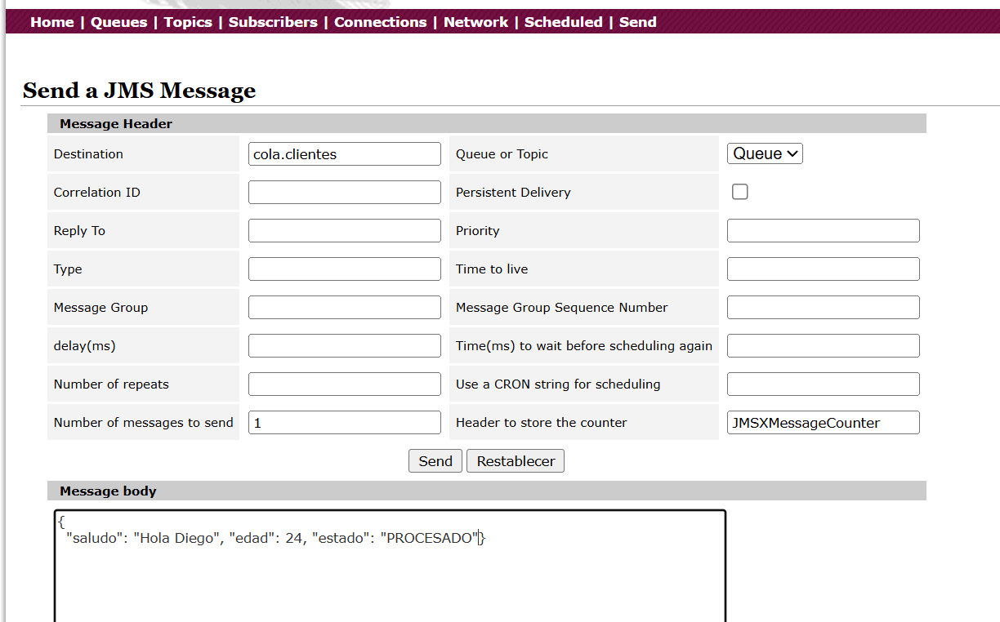 Home | Queues | Topics | Subscribers | Connections | Network | Scheduled | Send
Send a JMS Message
Message Header
Destination cola.clientes Queue or Topic Queue
Correlation ID Persistent Delivery
Reply To Priority
Type Time to live
Message Group Message Group Sequence Number
delay(ms) Time(ms) to wait before scheduling again
Number of repeats Use a CRON string for scheduling
Number of messages to send 1 Header to store the counter JMSXMessageCounter
Send Restablecer
Message body
{
"saludo": "Hola Diego", "edad": 24, "estado": "PROCESADO"}